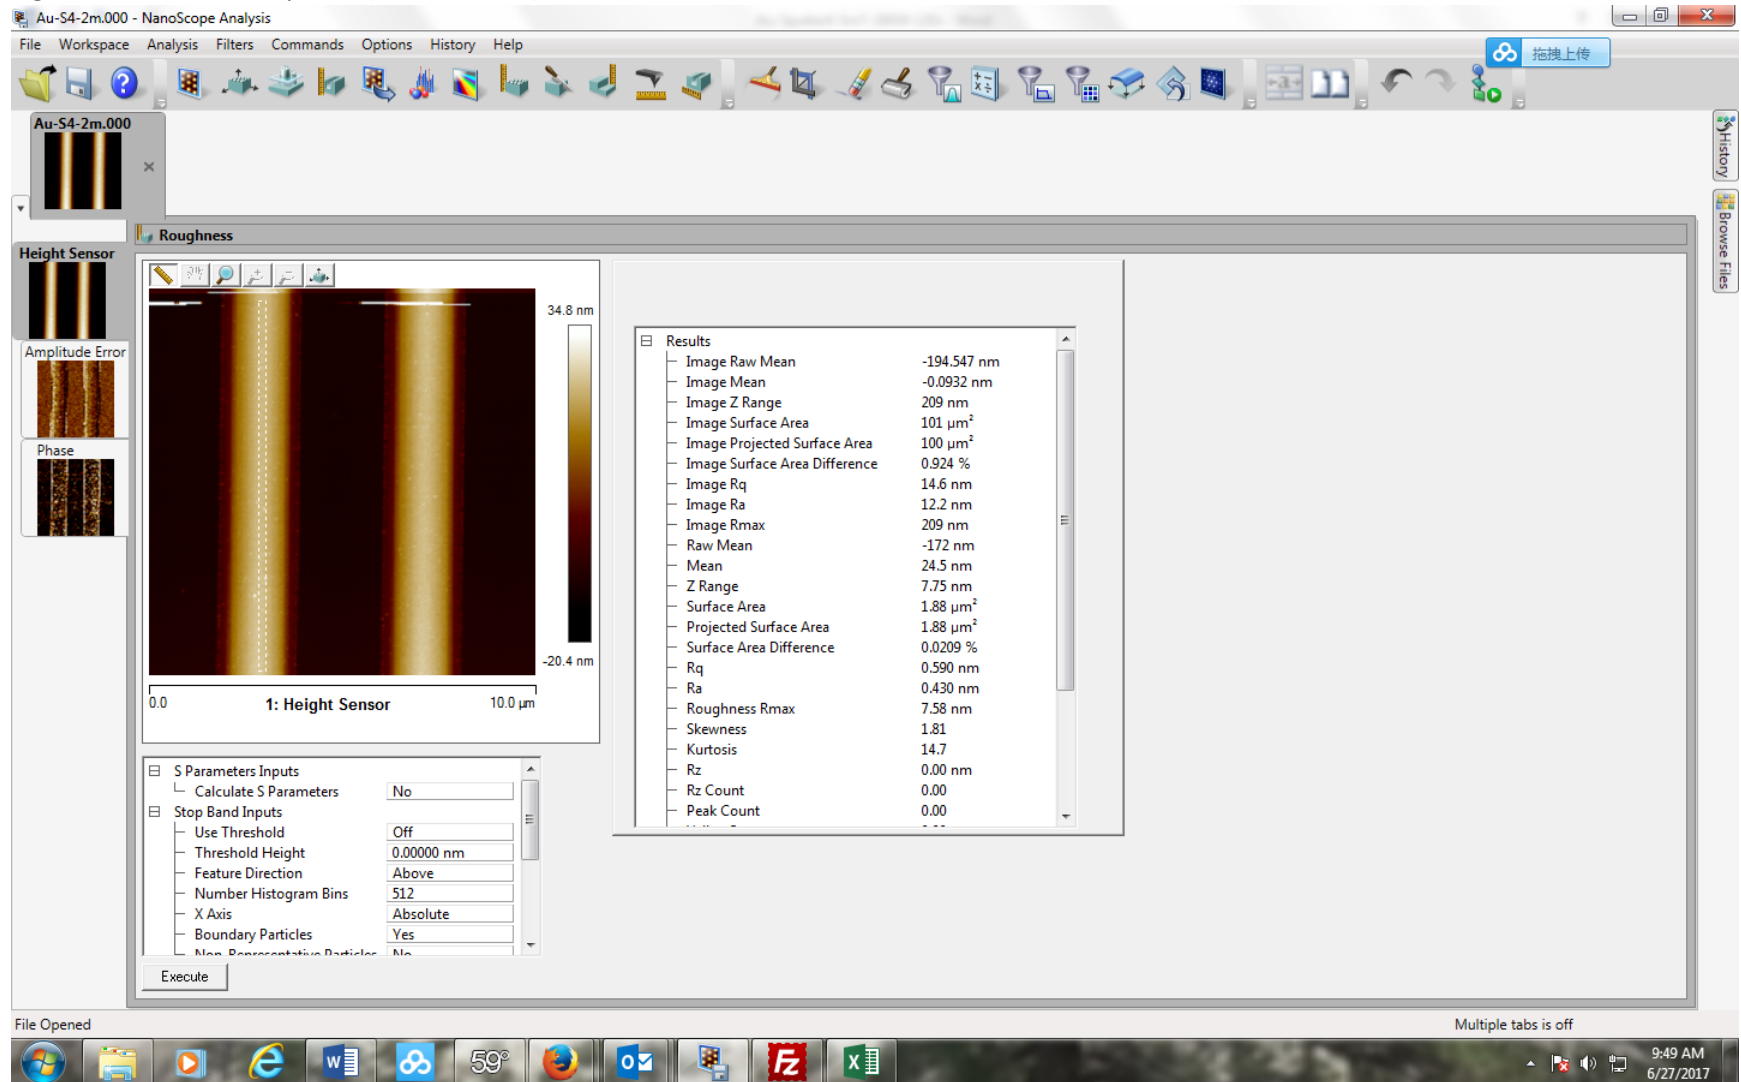 Au-S4-2m.000 - NanoScope Analysis
File Workspace Analysis Filters Commands Options History Help
拖拽上传
Au-S4-2m.000
History
Browse Files
Roughness
Height Sensor
Amplitude Error
Phase
34.8 nm
-20.4 nm
0.0 1: Height Sensor 10.0 µm
Results
Image Raw Mean -194.547 nm
Image Mean -0.0932 nm
Image Z Range 209 nm
Image Surface Area 101 µm²
Image Projected Surface Area 100 µm²
Image Surface Area Difference 0.924 %
Image Rq 14.6 nm
Image Ra 12.2 nm
Image Rmax 209 nm
Raw Mean -172 nm
Mean 24.5 nm
Z Range 7.75 nm
Surface Area 1.88 µm²
Projected Surface Area 1.88 µm²
Surface Area Difference 0.0209 %
Rq 0.590 nm
Ra 0.430 nm
Roughness Rmax 7.58 nm
Skewness 1.81
Kurtosis 14.7
Rz 0.00 nm
Rz Count 0.00
Peak Count 0.00
S Parameters Inputs
Calculate S Parameters No
Stop Band Inputs
Use Threshold Off
Threshold Height 0.00000 nm
Feature Direction Above
Number Histogram Bins 512
X Axis Absolute
Boundary Particles Yes
Non-Representative Particles No
Execute
File Opened
Multiple tabs is off
59°
9:49 AM
6/27/2017